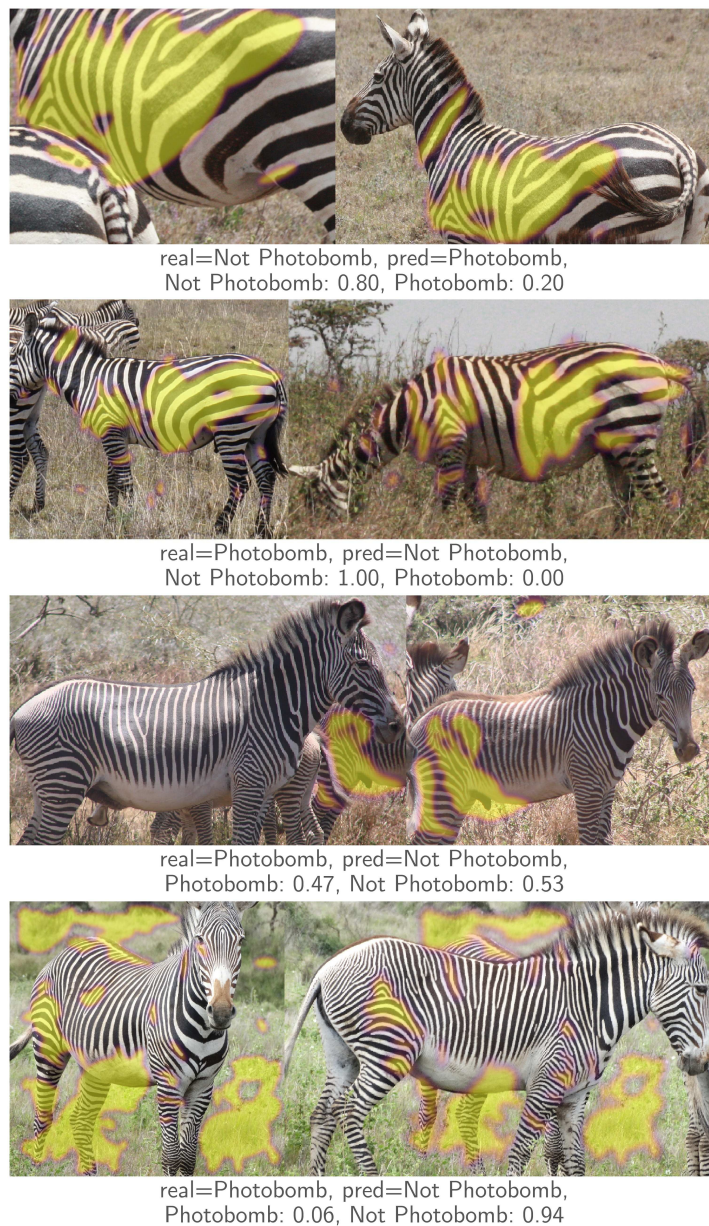 real=Not Photobomb, pred=Photobomb,
Not Photobomb: 0.80, Photobomb: 0.20
real=Photobomb, pred=Not Photobomb,
Not Photobomb: 1.00, Photobomb: 0.00
real=Photobomb, pred=Not Photobomb,
Photobomb: 0.47, Not Photobomb: 0.53
real=Photobomb, pred=Not Photobomb,
Photobomb: 0.06, Not Photobomb: 0.94